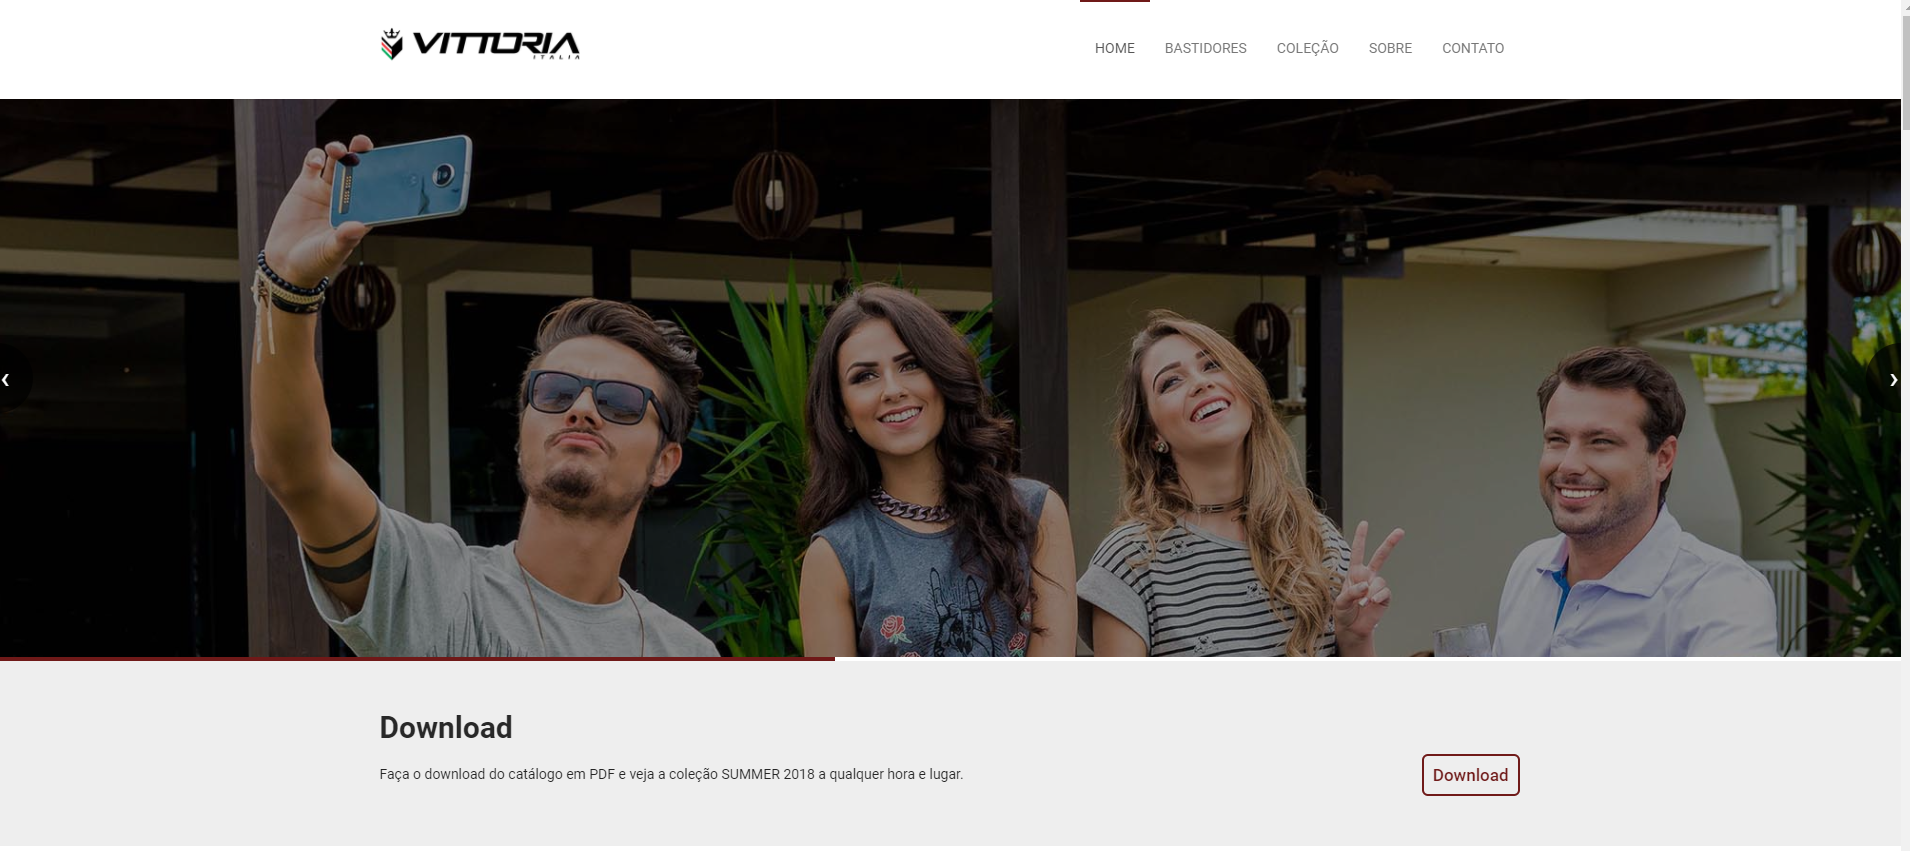 VITTORIA
ITALIA
HOME BASTIDORES COLEÇÃO SOBRE CONTATO
Download
Faça o download do catálogo em PDF e veja a coleção SUMMER 2018 a qualquer hora e lugar.
Download